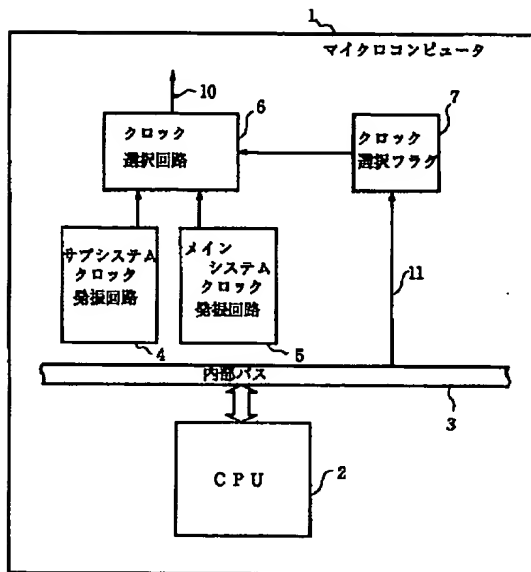 1
マイクロコンピュータ
10
6
7
クロック
選択回路
クロック
選択フラグ
サブシステム
クロック
発振回路
メイン
システム
クロック
発振回路
11
4
5
内部バス
3
CPU
2